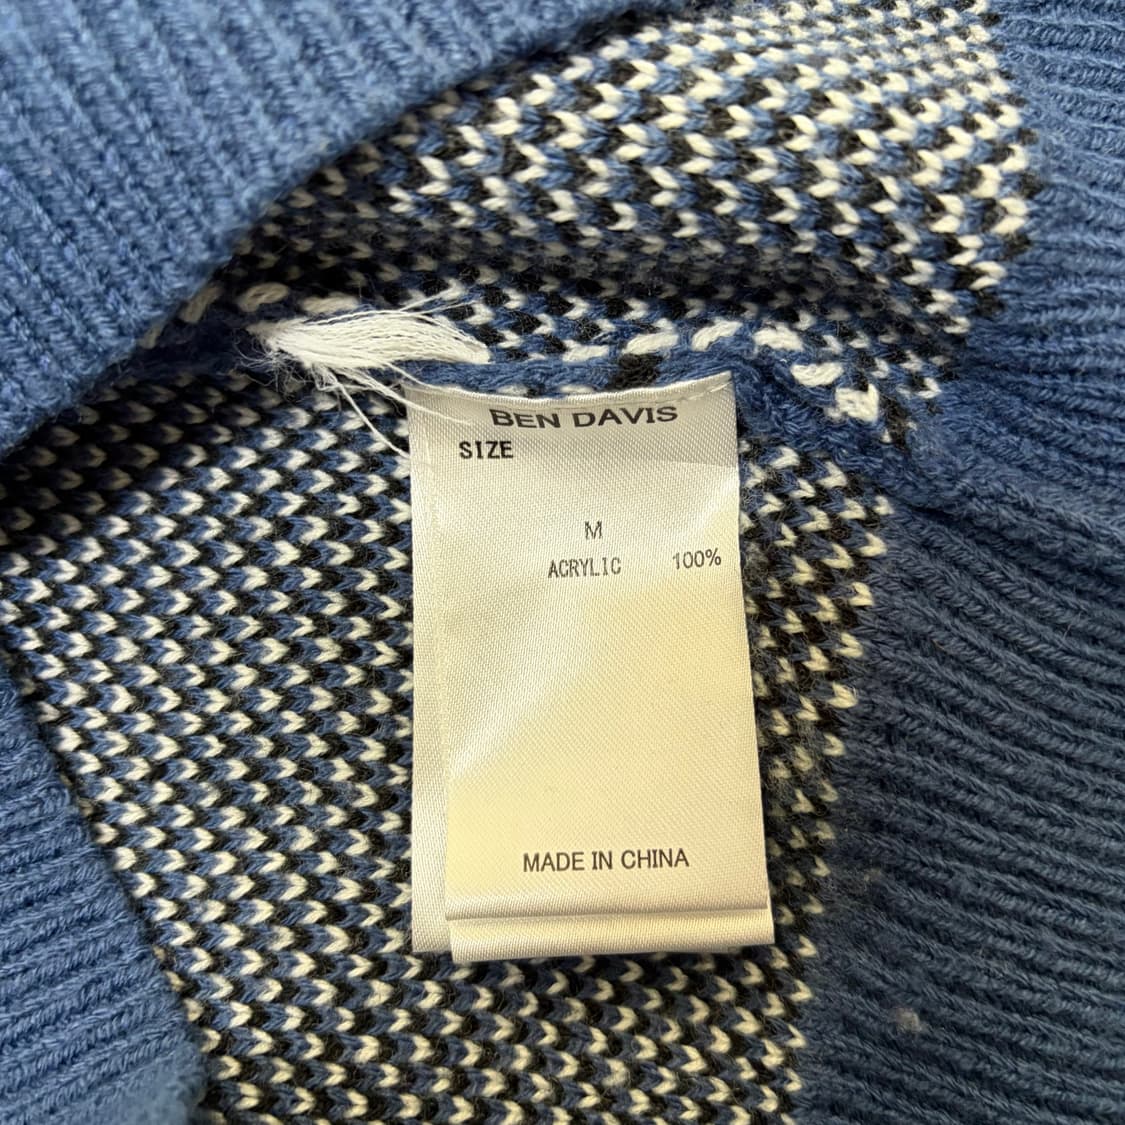 BEN DAVIS
SIZE
M
ACRYLIC 100%
MADE IN CHINA